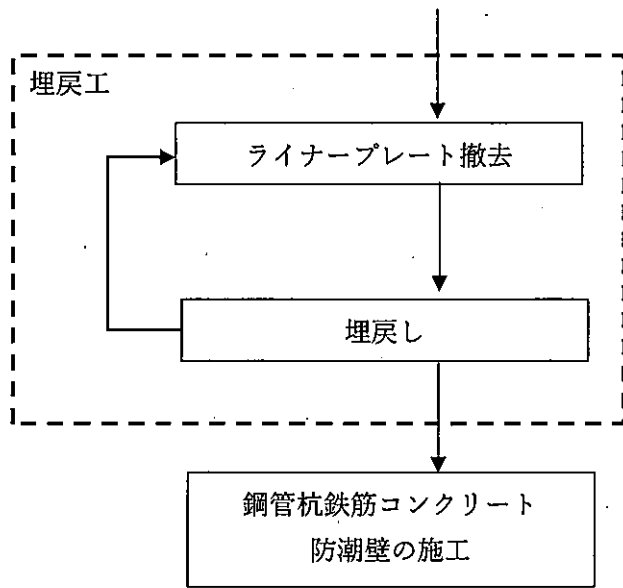 埋戻工
ライナープレート撤去
埋戻し
鋼管杭鉄筋コンクリート
防潮壁の施工